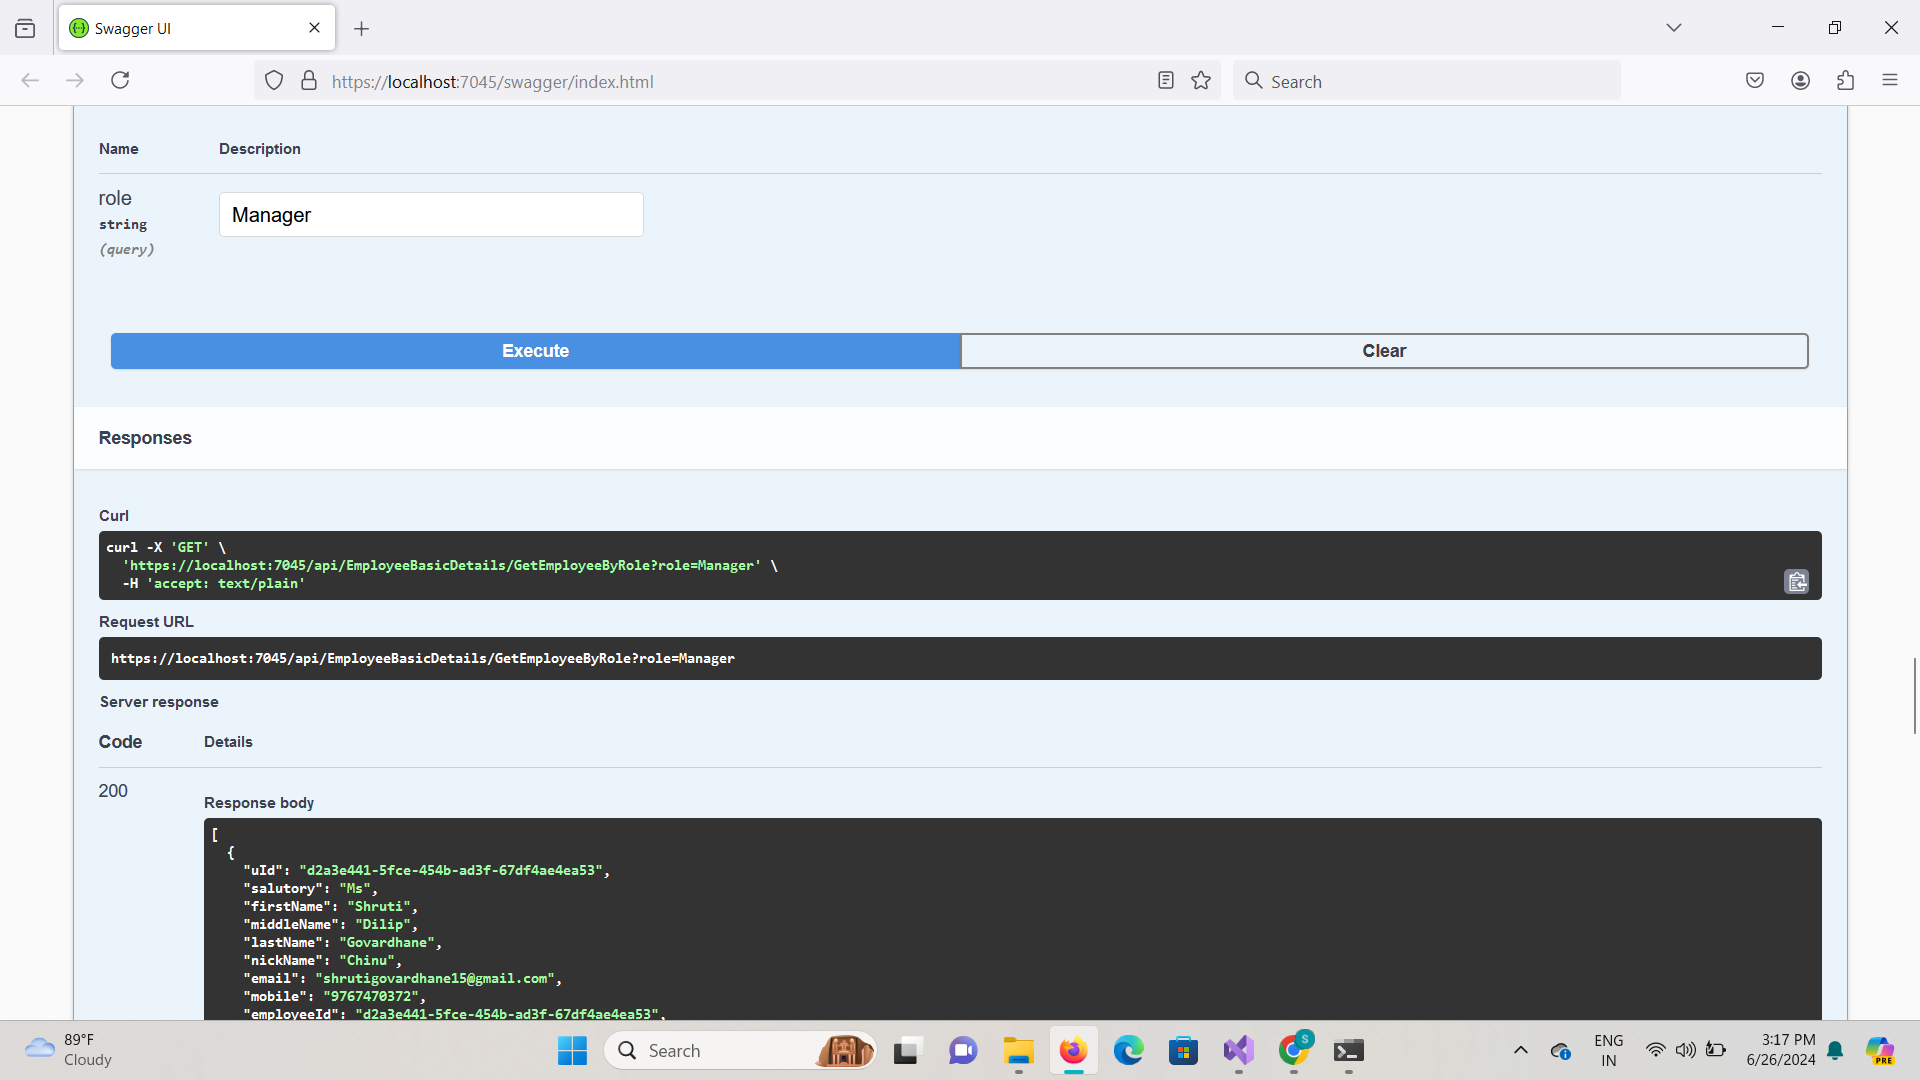 Swagger UI
https://localhost:7045/swagger/index.html
Search
Name
Description
role
string
(query)
Manager
Execute
Clear
Responses
Curl
curl -X 'GET' \
'https://localhost:7045/api/EmployeeBasicDetails/GetEmployeeByRole?role=Manager' \
-H 'accept: text/plain'
Request URL
https://localhost:7045/api/EmployeeBasicDetails/GetEmployeeByRole?role=Manager
Server response
Code
Details
200
Response body
[
{
"uId": "d2a3e441-5fce-454b-ad3f-67df4ae4ea53",
"salutory": "Ms",
"firstName": "Shruti",
"middleName": "Dilip",
"lastName": "Govardhane",
"nickName": "Chinu",
"email": "shrutigovardhane15@gmail.com",
"mobile": "9767470372",
"employeeId": "d2a3e441-5fce-454b-ad3f-67df4ae4ea53",
89°F
Cloudy
Search
S
ENG
IN
3:17 PM
6/26/2024
PRE